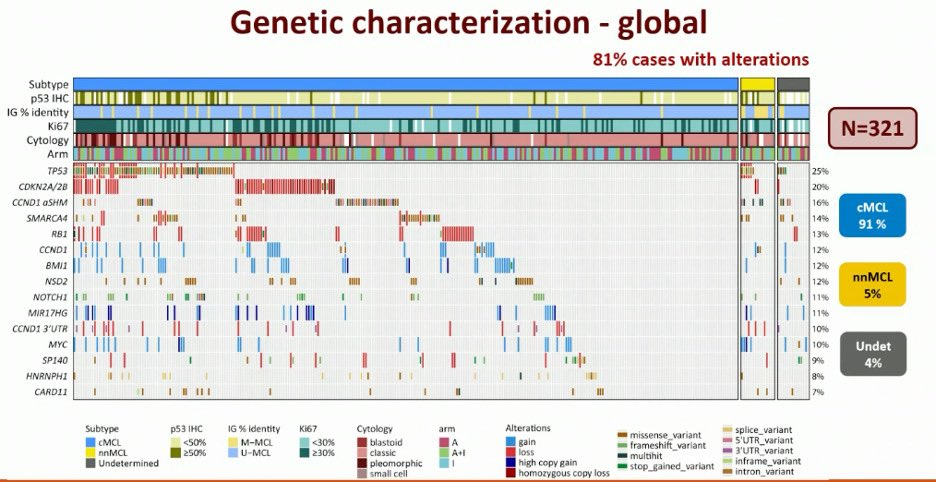 Genetic characterization - global
81% cases with alterations
Subtype
p53 IHC
IG % identity
Ki67
Cytology
Arm
TP53 25%
CDKN2A/2B 20%
CCND1 aSHM 16%
SMARCA4 14%
RB1 13%
CCND1 12%
BMI1 12%
NSD2 12%
NOTCH1 11%
MIR17HG 11%
CCND1 3'UTR 10%
MYC 10%
SP140 9%
HNRNPH1 8%
CARD11 7%
N=321
cMCL
91 %
nnMCL
5%
Undet
4%
Subtype
cMCL
nnMCL
Undetermined
p53 IHC
<50%
≥50%
IG % identity
M-MCL
U-MCL
Ki67
<30%
≥30%
Cytology
blastoid
classic
pleomorphic
small cell
arm
A
A+I
I
Alterations
gain
loss
high copy gain
homozygous copy loss
missense_variant
frameshift_variant
multihit
stop_gained_variant
splice_variant
5'UTR_variant
3'UTR_variant
inframe_variant
intron_variant